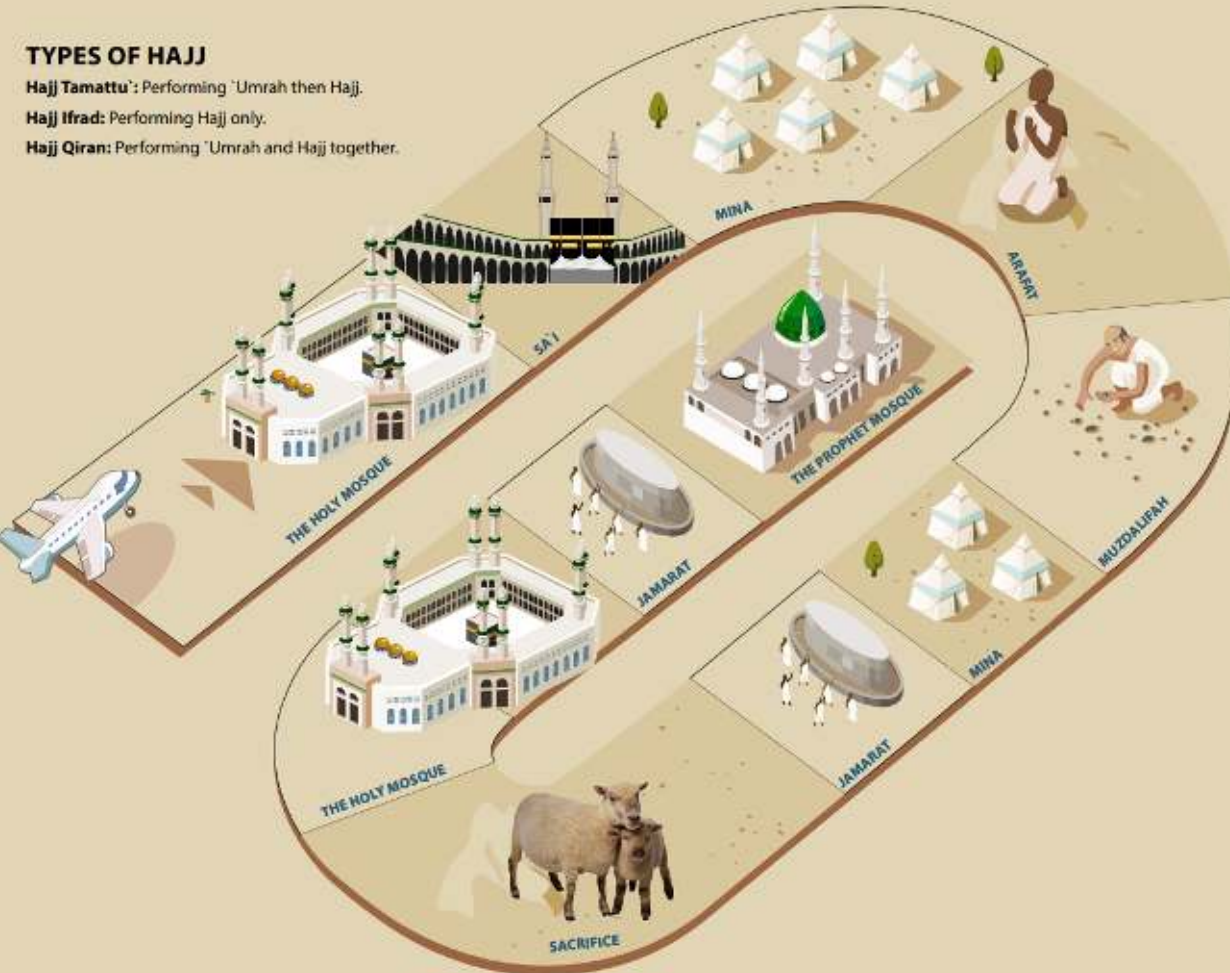 TYPES OF HAJJ
Hajj Tamattu`: Performing `Umrah then Hajj.
Hajj Ifrad: Performing Hajj only.
Hajj Qiran: Performing `Umrah and Hajj together.
THE HOLY MOSQUE
SA`I
MINA
ARAFAT
MUZDALIFAH
MINA
JAMARAT
SACRIFICE
THE HOLY MOSQUE
JAMARAT
THE PROPHET MOSQUE